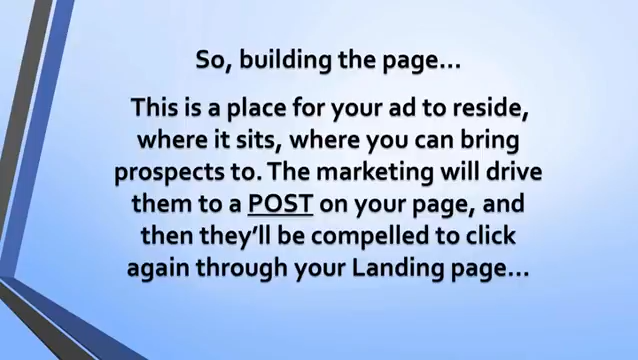 So, building the page...
This is a place for your ad to reside,
where it sits, where you can bring
prospects to. The marketing will drive
them to a POST on your page, and
then they'll be compelled to click
again through your Landing page...